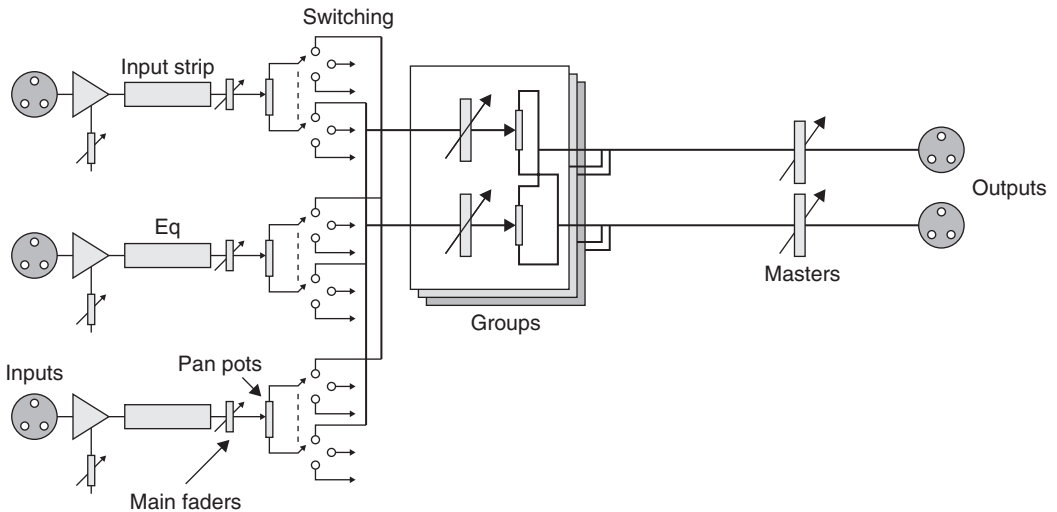 Switching
Input strip
Outputs
Eq
Masters
Groups
Pan pots
Inputs
Main faders